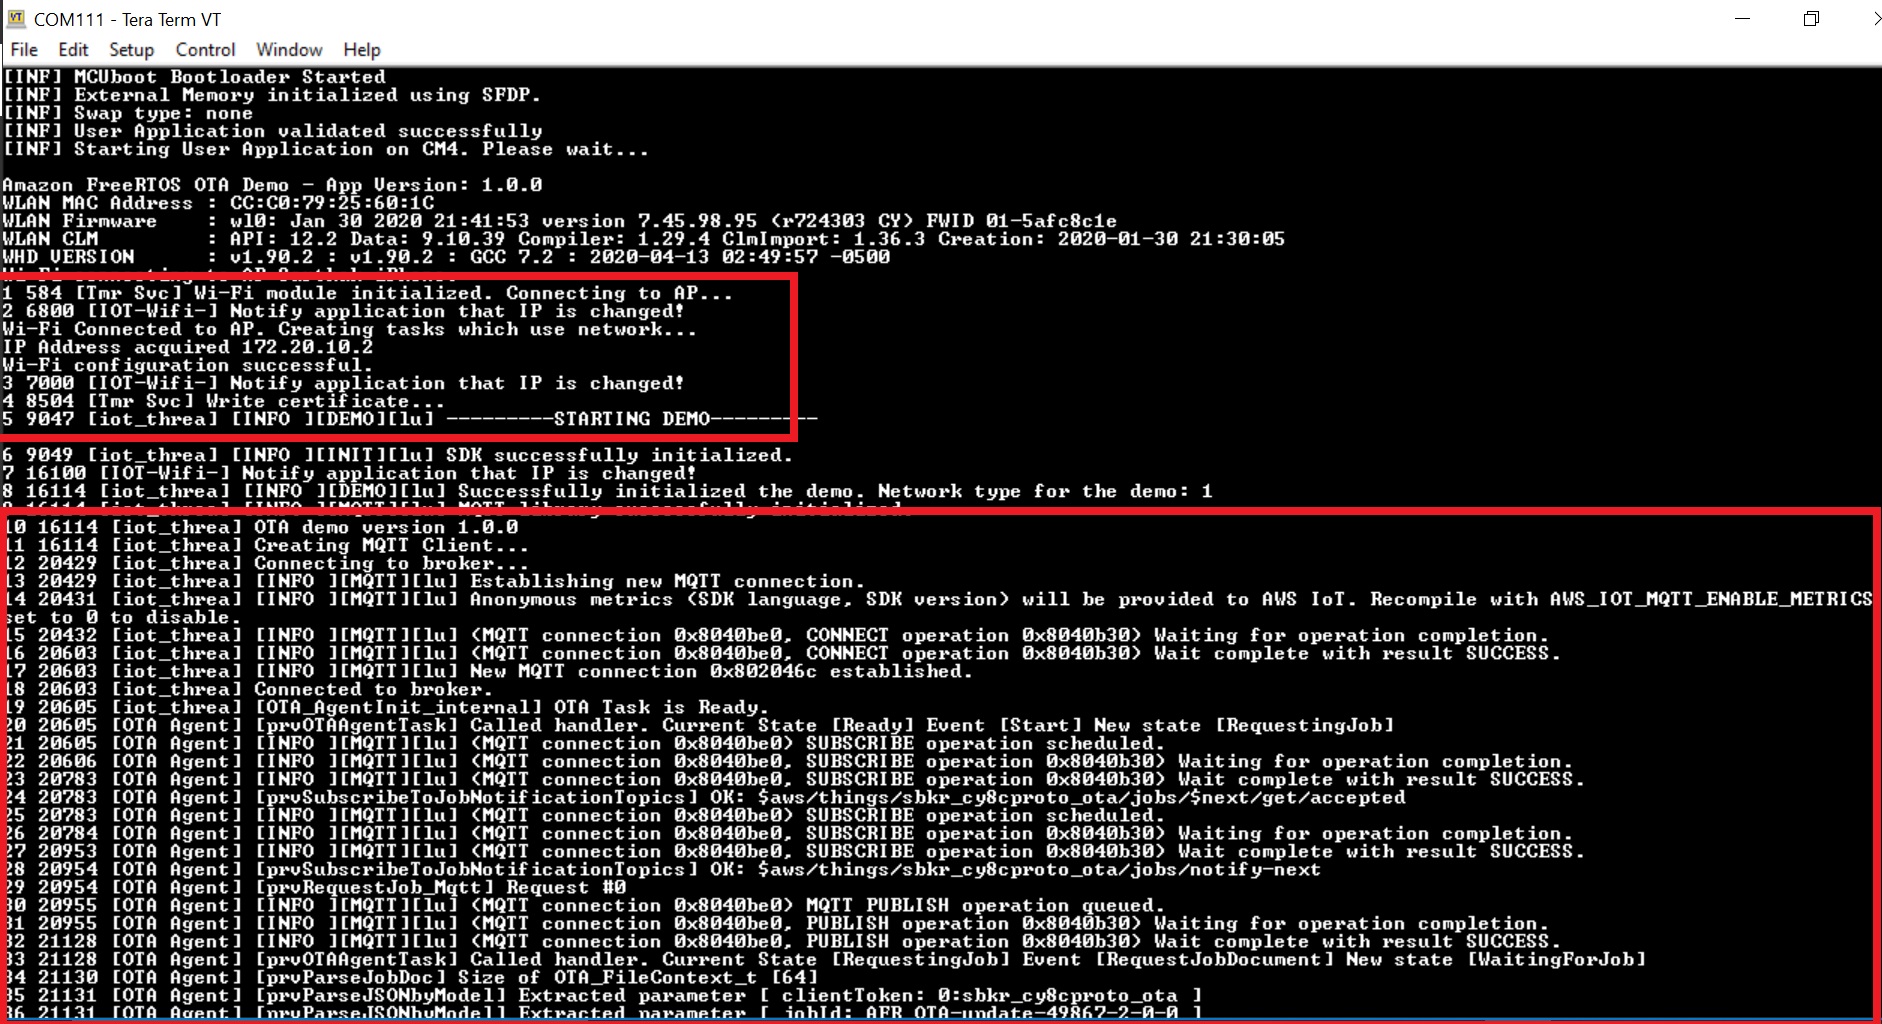 COM111 - Tera Term VT
File Edit Setup Control Window Help
[INF] MCUboot Bootloader Started
[INF] External Memory initialized using SFDP.
[INF] Swap type: none
[INF] User Application validated successfully
[INF] Starting User Application on CM4. Please wait...
Amazon FreeRTOS OTA Demo - App Version: 1.0.0
WLAN MAC Address : CC:C0:79:25:60:1C
WLAN Firmware    : wl0: Jan 30 2020 21:41:53 version 7.45.98.95 (r724303 CY) FWID 01-5afc8c1e
WLAN CLM         : API: 12.2 Data: 9.10.39 Compiler: 1.29.4 ClmImport: 1.36.3 Creation: 2020-01-30 21:30:05
WHD VERSION      : v1.90.2 : v1.90.2 : GCC 7.2 : 2020-04-13 02:49:57 -0500
1 584 [Tmr Svc] Wi-Fi module initialized. Connecting to AP...
2 6800 [IOT-Wifi-] Notify application that IP is changed!
Wi-Fi Connected to AP. Creating tasks which use network...
IP Address acquired 172.20.10.2
Wi-Fi configuration successful.
3 7000 [IOT-Wifi-] Notify application that IP is changed!
4 8504 [Tmr Svc] Write certificate...
5 9047 [iot_threa] [INFO ][DEMO][lu] ---------STARTING DEMO---------
6 9049 [iot_threa] [INFO ][INIT][lu] SDK successfully initialized.
7 16100 [IOT-Wifi-] Notify application that IP is changed!
8 16114 [iot_threa] [INFO ][DEMO][lu] Successfully initialized the demo. Network type for the demo: 1
9 16114 [iot_threa] [INFO ][MQTT][lu] MQTT library successfully initialized.
10 16114 [iot_threa] OTA demo version 1.0.0
11 16114 [iot_threa] Creating MQTT Client...
12 20429 [iot_threa] Connecting to broker...
13 20429 [iot_threa] [INFO ][MQTT][lu] Establishing new MQTT connection.
14 20431 [iot_threa] [INFO ][MQTT][lu] Anonymous metrics (SDK language, SDK version) will be provided to AWS IoT. Recompile with AWS_IOT_MQTT_ENABLE_METRICS
set to 0 to disable.
15 20432 [iot_threa] [INFO ][MQTT][lu] (MQTT connection 0x8040be0, CONNECT operation 0x8040b30) Waiting for operation completion.
16 20603 [iot_threa] [INFO ][MQTT][lu] (MQTT connection 0x8040be0, CONNECT operation 0x8040b30) Wait complete with result SUCCESS.
17 20603 [iot_threa] [INFO ][MQTT][lu] New MQTT connection 0x802046c established.
18 20603 [iot_threa] Connected to broker.
19 20605 [iot_threa] [OTA_AgentInit_internal] OTA Task is Ready.
20 20605 [OTA Agent] [prvOTAAgentTask] Called handler. Current State [Ready] Event [Start] New state [RequestingJob]
21 20605 [OTA Agent] [INFO ][MQTT][lu] (MQTT connection 0x8040be0) SUBSCRIBE operation scheduled.
22 20606 [OTA Agent] [INFO ][MQTT][lu] (MQTT connection 0x8040be0, SUBSCRIBE operation 0x8040b30) Waiting for operation completion.
23 20783 [OTA Agent] [INFO ][MQTT][lu] (MQTT connection 0x8040be0, SUBSCRIBE operation 0x8040b30) Wait complete with result SUCCESS.
24 20783 [OTA Agent] [prvSubscribeToJobNotificationTopics] OK: $aws/things/sbkr_cy8cproto_ota/jobs/$next/get/accepted
25 20783 [OTA Agent] [INFO ][MQTT][lu] (MQTT connection 0x8040be0) SUBSCRIBE operation scheduled.
26 20784 [OTA Agent] [INFO ][MQTT][lu] (MQTT connection 0x8040be0, SUBSCRIBE operation 0x8040b30) Waiting for operation completion.
27 20953 [OTA Agent] [INFO ][MQTT][lu] (MQTT connection 0x8040be0, SUBSCRIBE operation 0x8040b30) Wait complete with result SUCCESS.
28 20954 [OTA Agent] [prvSubscribeToJobNotificationTopics] OK: $aws/things/sbkr_cy8cproto_ota/jobs/notify-next
29 20954 [OTA Agent] [prvRequestJob_Mqtt] Request #0
30 20955 [OTA Agent] [INFO ][MQTT][lu] (MQTT connection 0x8040be0) MQTT PUBLISH operation queued.
31 20955 [OTA Agent] [INFO ][MQTT][lu] (MQTT connection 0x8040be0, PUBLISH operation 0x8040b30) Waiting for operation completion.
32 21128 [OTA Agent] [INFO ][MQTT][lu] (MQTT connection 0x8040be0, PUBLISH operation 0x8040b30) Wait complete with result SUCCESS.
33 21128 [OTA Agent] [prvOTAAgentTask] Called handler. Current State [RequestingJob] Event [RequestJobDocument] New state [WaitingForJob]
34 21130 [OTA Agent] [prvParseJobDoc] Size of OTA_FileContext_t [64]
35 21131 [OTA Agent] [prvParseJSONbyModel] Extracted parameter [ clientToken: 0:sbkr_cy8cproto_ota ]
36 21131 [OTA Agent] [prvParseJSONbyModel] Extracted parameter [ jobId: AFR_OTA-update-49867-2-0-0 ]